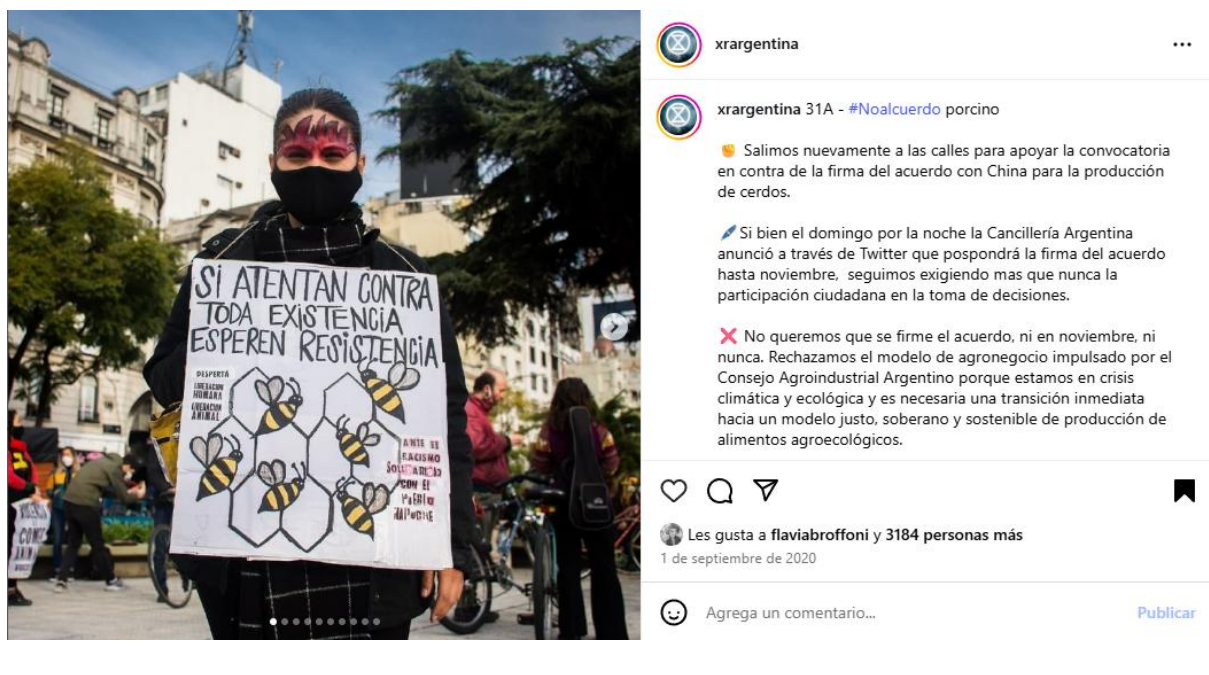 SI ATENTAN CONTRA
TODA EXISTENCIA
ESPEREN RESISTENCIA
DESPERTÁ
LIBERACION
HUMANA
LIBERACION
ANIMAL
ANTE EL
RACISMO
SOLIDARIDAD
CON EL
PUEBLO
MAPUCHE
xrargentina
xrargentina 31A - #Noalcuerdo porcino
✊ Salimos nuevamente a las calles para apoyar la convocatoria
en contra de la firma del acuerdo con China para la producción
de cerdos.
Si bien el domingo por la noche la Cancillería Argentina
anunció a través de Twitter que pospondrá la firma del acuerdo
hasta noviembre, seguimos exigiendo mas que nunca la
participación ciudadana en la toma de decisiones.
❌ No queremos que se firme el acuerdo, ni en noviembre, ni
nunca. Rechazamos el modelo de agronegocio impulsado por el
Consejo Agroindustrial Argentino porque estamos en crisis
climática y ecológica y es necesaria una transición inmediata
hacia un modelo justo, soberano y sostenible de producción de
alimentos agroecológicos.
Les gusta a flaviabroffoni y 3184 personas más
1 de septiembre de 2020
Agrega un comentario...
Publicar